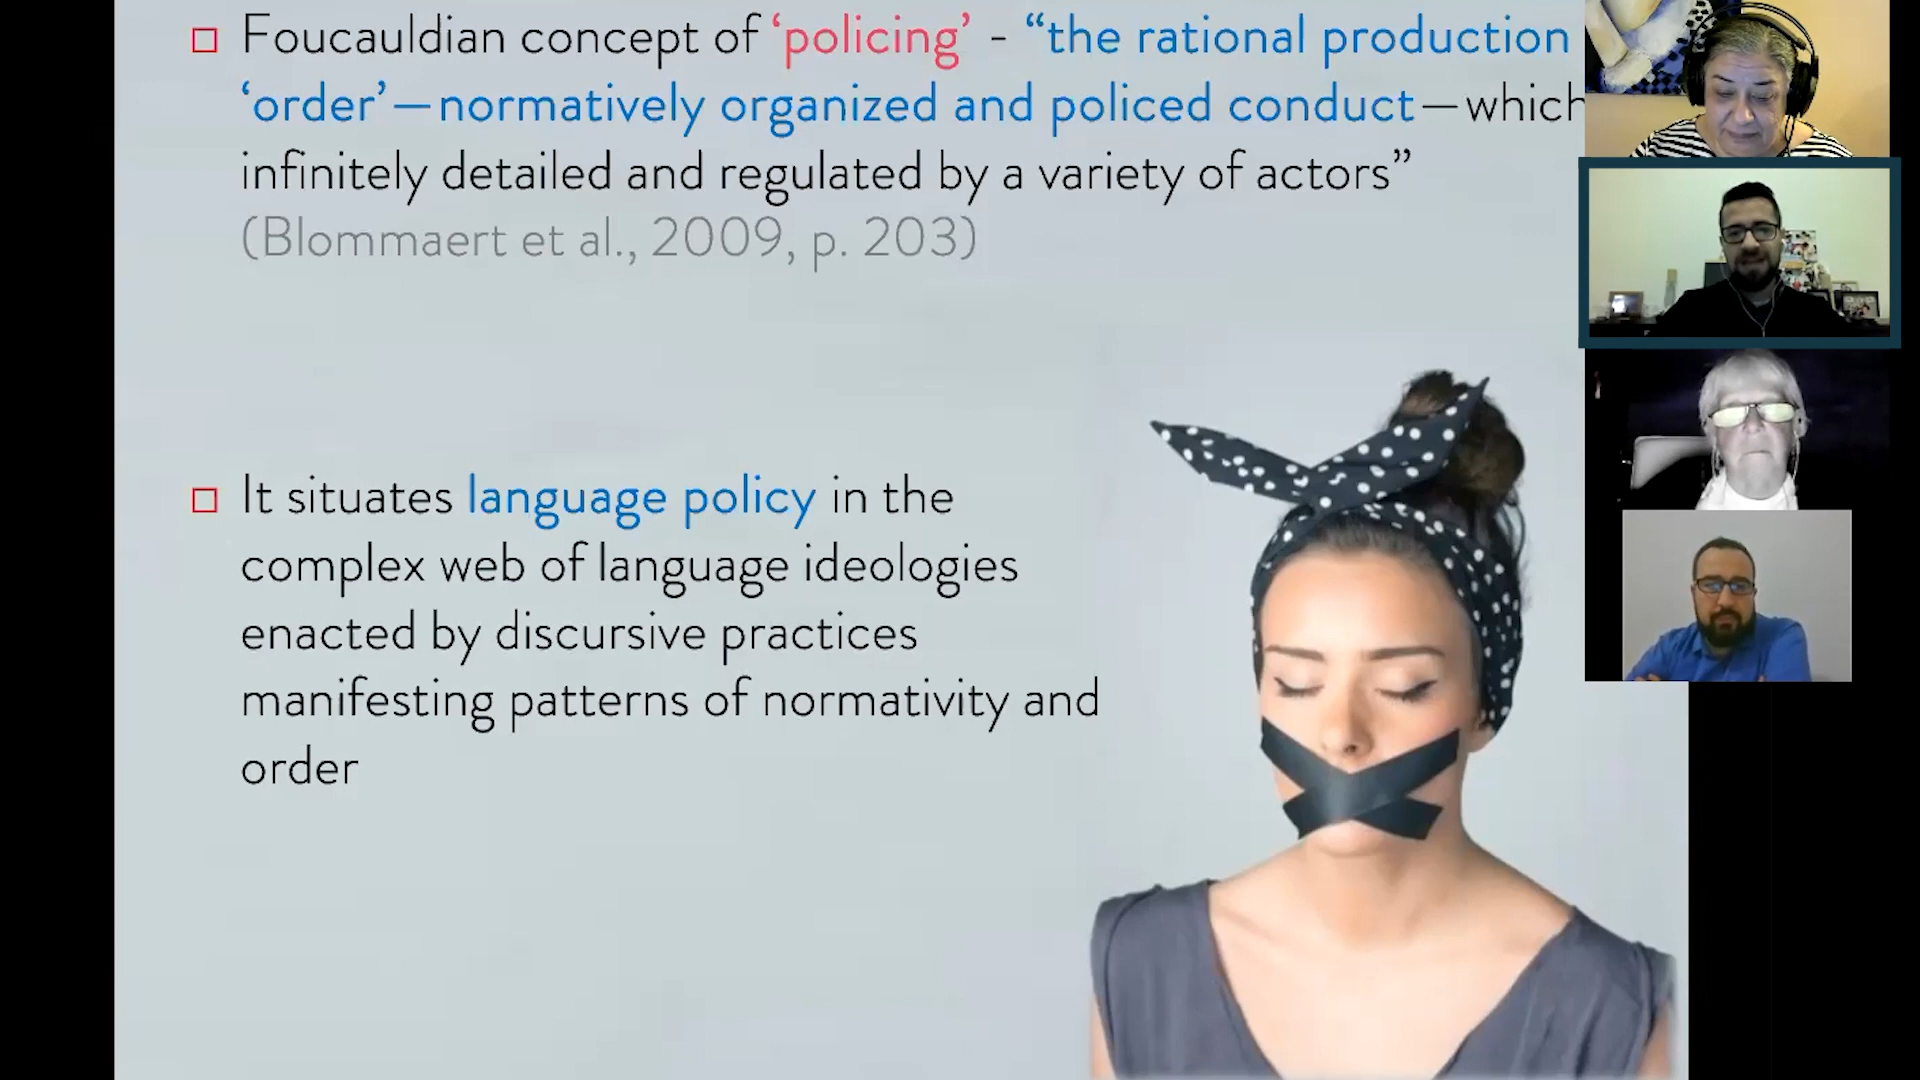 Foucauldian concept of ‘policing’ - “the rational production
‘order’—normatively organized and policed conduct—which
infinitely detailed and regulated by a variety of actors”
(Blommaert et al., 2009, p. 203)
It situates language policy in the
complex web of language ideologies
enacted by discursive practices
manifesting patterns of normativity and
order